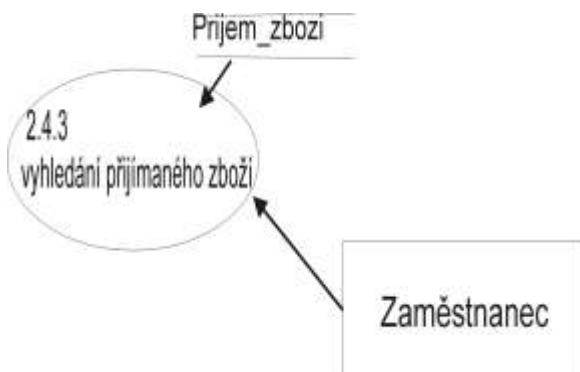 Prijem_zbozi
2.4.3
vyhledání přijímaného zboží
Zaměstnanec